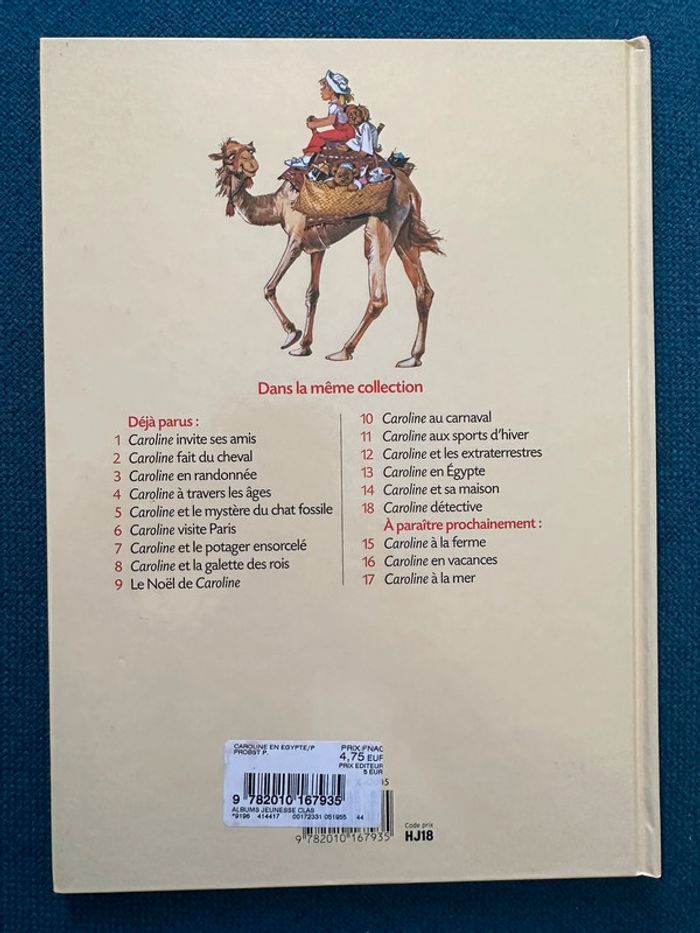 Dans la même collection
Déjà parus :
1 Caroline invite ses amis
2 Caroline fait du cheval
3 Caroline en randonnée
4 Caroline à travers les âges
5 Caroline et le mystère du chat fossile
6 Caroline visite Paris
7 Caroline et le potager ensorcelé
8 Caroline et la galette des rois
9 Le Noël de Caroline
10 Caroline au carnaval
11 Caroline aux sports d'hiver
12 Caroline et les extraterrestres
13 Caroline en Égypte
14 Caroline et sa maison
18 Caroline détective
À paraître prochainement :
15 Caroline à la ferme
16 Caroline en vacances
17 Caroline à la mer
CAROLINE EN EGYPTE/P
PROBST P.
PRIX FNAC
4,75 EUR
PRIX EDITEUR
5 EUR
9 782010 167935
ALBUMS JEUNESSE CLAS
*9196 414417 00172331 051955 44
9 782010 167935
Code prix
HJ18